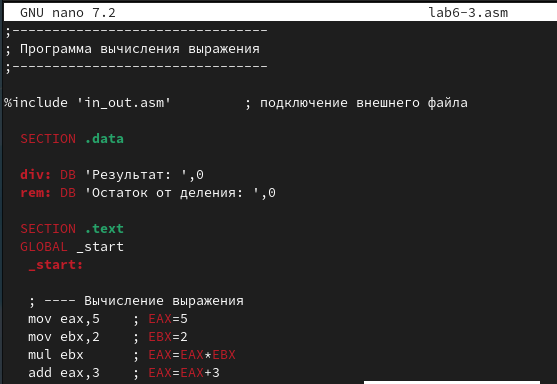 GNU nano 7.2 lab6-3.asm
;--------------------------------
; Программа вычисления выражения
;--------------------------------
%include 'in_out.asm' ; подключение внешнего файла
SECTION .data
div: DB 'Результат: ',0
rem: DB 'Остаток от деления: ',0
SECTION .text
GLOBAL _start
_start:
; ---- Вычисление выражения
mov eax,5 ; EAX=5
mov ebx,2 ; EBX=2
mul ebx ; EAX=EAX*EBX
add eax,3 ; EAX=EAX+3